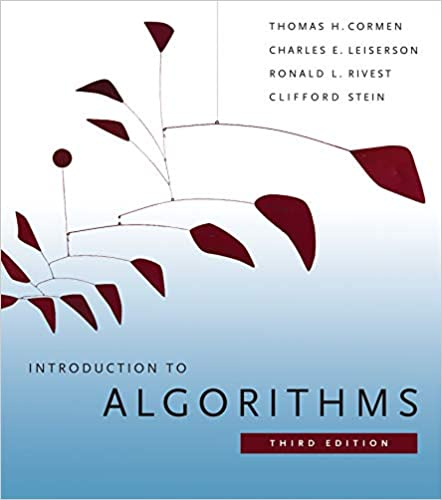 THOMAS H. CORMEN
CHARLES E. LEISERSON
RONALD L. RIVEST
CLIFFORD STEIN
INTRODUCTION TO
ALGORITHMS
THIRD EDITION